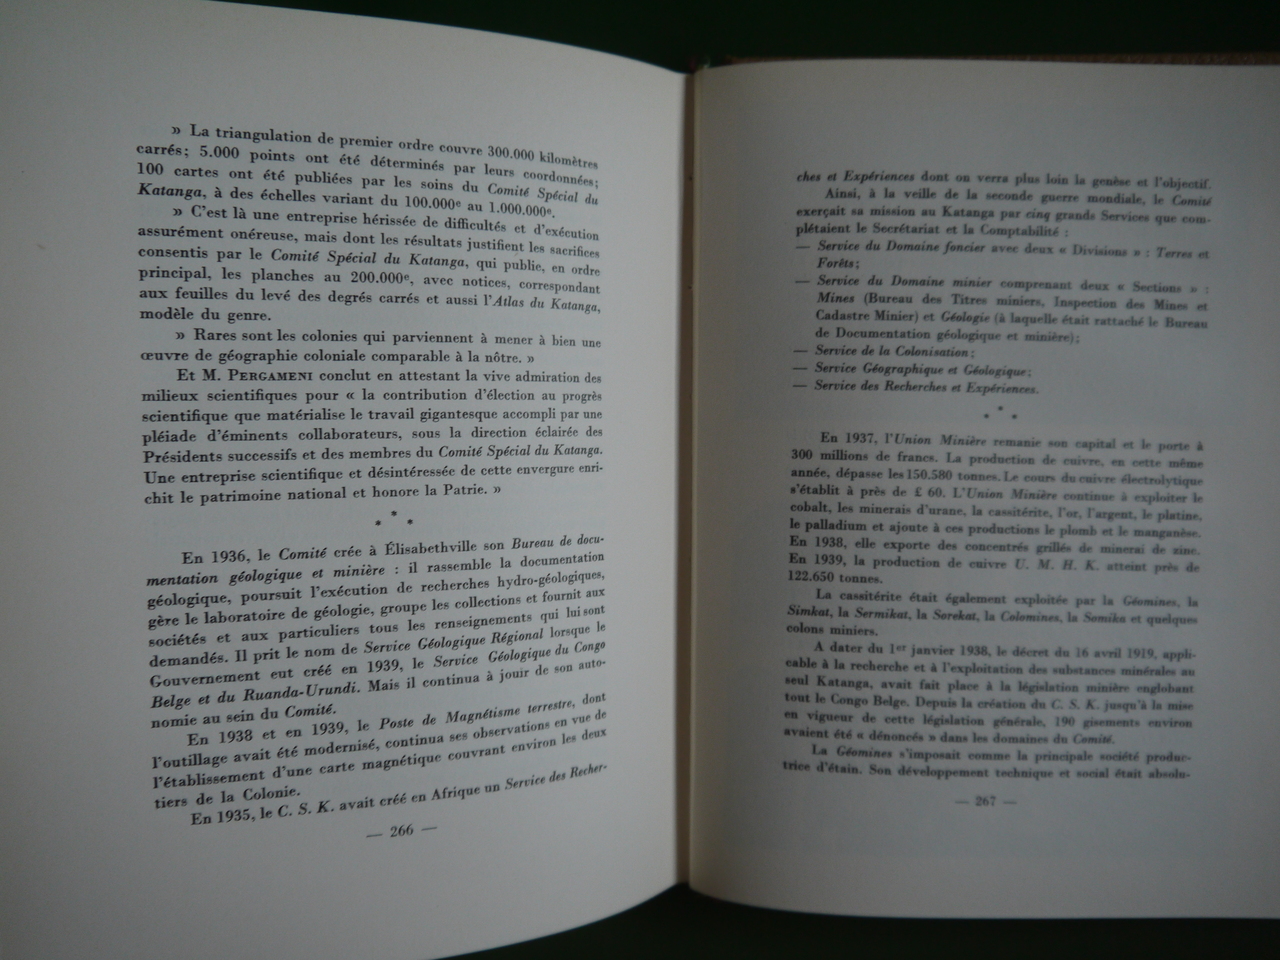 » La triangulation de premier ordre couvre 300.000 kilomètres
carrés; 5.000 points ont été déterminés par leurs coordonnées;
100 cartes ont été publiées par les soins du Comité Spécial du
Katanga, à des échelles variant du 100.000e au 1.000.000e.
» C'est là une entreprise hérissée de difficultés et d'exécution
assurément onéreuse, mais dont les résultats justifient les sacrifices
consentis par le Comité Spécial du Katanga, qui publie, en ordre
principal, les planches au 200.000e, avec notices, correspondant
aux feuilles du levé des degrés carrés et aussi l'Atlas du Katanga,
modèle du genre.
» Rares sont les colonies qui parviennent à mener à bien une
œuvre de géographie coloniale comparable à la nôtre. »
Et M. PERGAMENI conclut en attestant la vive admiration des
milieux scientifiques pour « la contribution d'élection au progrès
scientifique que matérialise le travail gigantesque accompli par une
pléiade d'éminents collaborateurs, sous la direction éclairée des
Présidents successifs et des membres du Comité Spécial du Katanga.
Une entreprise scientifique et désintéressée de cette envergure enri-
chit le patrimoine national et honore la Patrie. »
* * *
En 1936, le Comité crée à Élisabethville son Bureau de docu-
mentation géologique et minière : il rassemble la documentation
géologique, poursuit l'exécution de recherches hydro-géologiques,
gère le laboratoire de géologie, groupe les collections et fournit aux
sociétés et aux particuliers tous les renseignements qui lui sont
demandés. Il prit le nom de Service Géologique Régional lorsque le
Gouvernement eut créé en 1939, le Service Géologique du Congo
Belge et du Ruanda-Urundi. Mais il continua à jouir de son auto-
nomie au sein du Comité.
En 1938 et en 1939, le Poste de Magnétisme terrestre, dont
l'outillage avait été modernisé, continua ses observations en vue de
l'établissement d'une carte magnétique couvrant environ les deux
tiers de la Colonie.
En 1935, le C. S. K. avait créé en Afrique un Service des Recher-
— 266 —
ches et Expériences dont on verra plus loin la genèse et l'objectif.
Ainsi, à la veille de la seconde guerre mondiale, le Comité
exerçait sa mission au Katanga par cinq grands Services que com-
plétaient le Secrétariat et la Comptabilité :
— Service du Domaine foncier avec deux « Divisions » : Terres et
Forêts;
— Service du Domaine minier comprenant deux « Sections » :
Mines (Bureau des Titres miniers, Inspection des Mines et
Cadastre Minier) et Géologie (à laquelle était rattaché le Bureau
de Documentation géologique et minière);
— Service de la Colonisation;
— Service Géographique et Géologique;
— Service des Recherches et Expériences.
* * *
En 1937, l'Union Minière remanie son capital et le porte à
300 millions de francs. La production de cuivre, en cette même
année, dépasse les 150.580 tonnes. Le cours du cuivre électrolytique
s'établit à près de £ 60. L'Union Minière continue à exploiter le
cobalt, les minerais d'urane, la cassitérite, l'or, l'argent, le platine,
le palladium et ajoute à ces productions le plomb et le manganèse.
En 1938, elle exporte des concentrés grillés de minerai de zinc.
En 1939, la production de cuivre U. M. H. K. atteint près de
122.650 tonnes.
La cassitérite était également exploitée par la Géomines, la
Simkat, la Sermikat, la Sorekat, la Colomines, la Somika et quelques
colons miniers.
A dater du 1er janvier 1938, le décret du 16 avril 1919, appli-
cable à la recherche et à l'exploitation des substances minérales au
seul Katanga, avait fait place à la législation minière englobant
tout le Congo Belge. Depuis la création du C. S. K. jusqu'à la mise
en vigueur de cette législation générale, 190 gisements environ
avaient été « dénoncés » dans les domaines du Comité.
La Géomines s'imposait comme la principale société produc-
trice d'étain. Son développement technique et social était absolu-
— 267 —